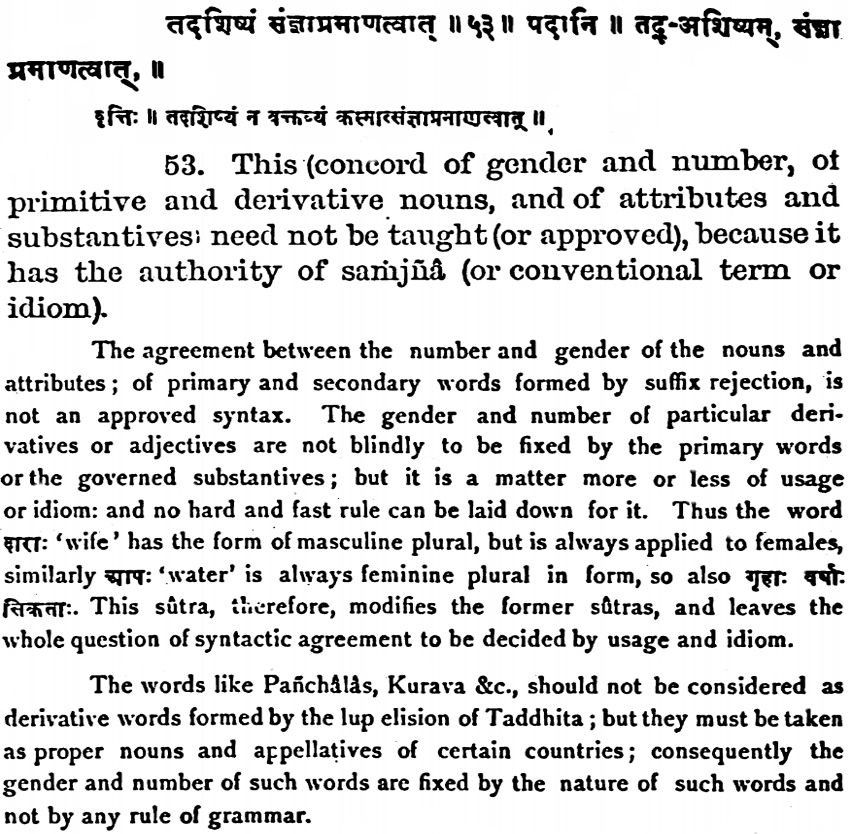 तदशिष्यं संज्ञाप्रमाणत्वात् ॥ ५३ ॥ पदानि ॥ तद्-अशिष्यम्, संज्ञा
प्रमाणत्वात्, ॥
वृत्तिः ॥ तदशिष्यं न वक्तव्यं कस्मात्संज्ञाप्रमाणत्वात् ॥
53. This (concord of gender and number, of
primitive and derivative nouns, and of attributes and
substantives; need not be taught (or approved), because it
has the authority of saṁjñâ (or conventional term or
idiom).
The agreement between the number and gender of the nouns and
attributes; of primary and secondary words formed by suffix rejection, is
not an approved syntax. The gender and number of particular deri-
vatives or adjectives are not blindly to be fixed by the primary words
or the governed substantives; but it is a matter more or less of usage
or idiom: and no hard and fast rule can be laid down for it. Thus the word
दाराः 'wife' has the form of masculine plural, but is always applied to females,
similarly आपः 'water' is always feminine plural in form, so also गृहाः वर्षाः
सिकताः. This sûtra, therefore, modifies the former sûtras, and leaves the
whole question of syntactic agreement to be decided by usage and idiom.
The words like Pañchâlâs, Kurava &c., should not be considered as
derivative words formed by the lup elision of Taddhita; but they must be taken
as proper nouns and appellatives of certain countries; consequently the
gender and number of such words are fixed by the nature of such words and
not by any rule of grammar.